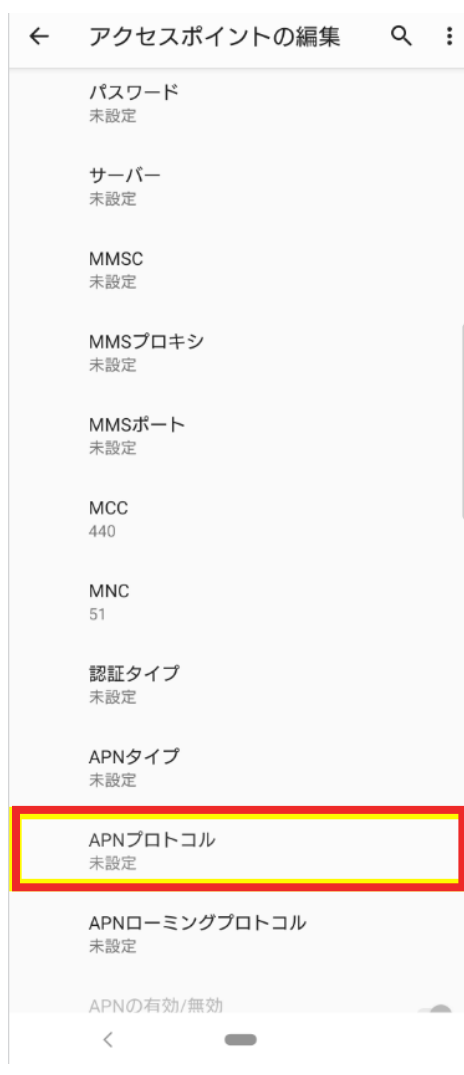 アクセスポイントの編集
パスワード
未設定
サーバー
未設定
MMSC
未設定
MMSプロキシ
未設定
MMSポート
未設定
MCC
440
MNC
51
認証タイプ
未設定
APNタイプ
未設定
APNプロトコル
未設定
APNローミングプロトコル
未設定
APNの有効/無効